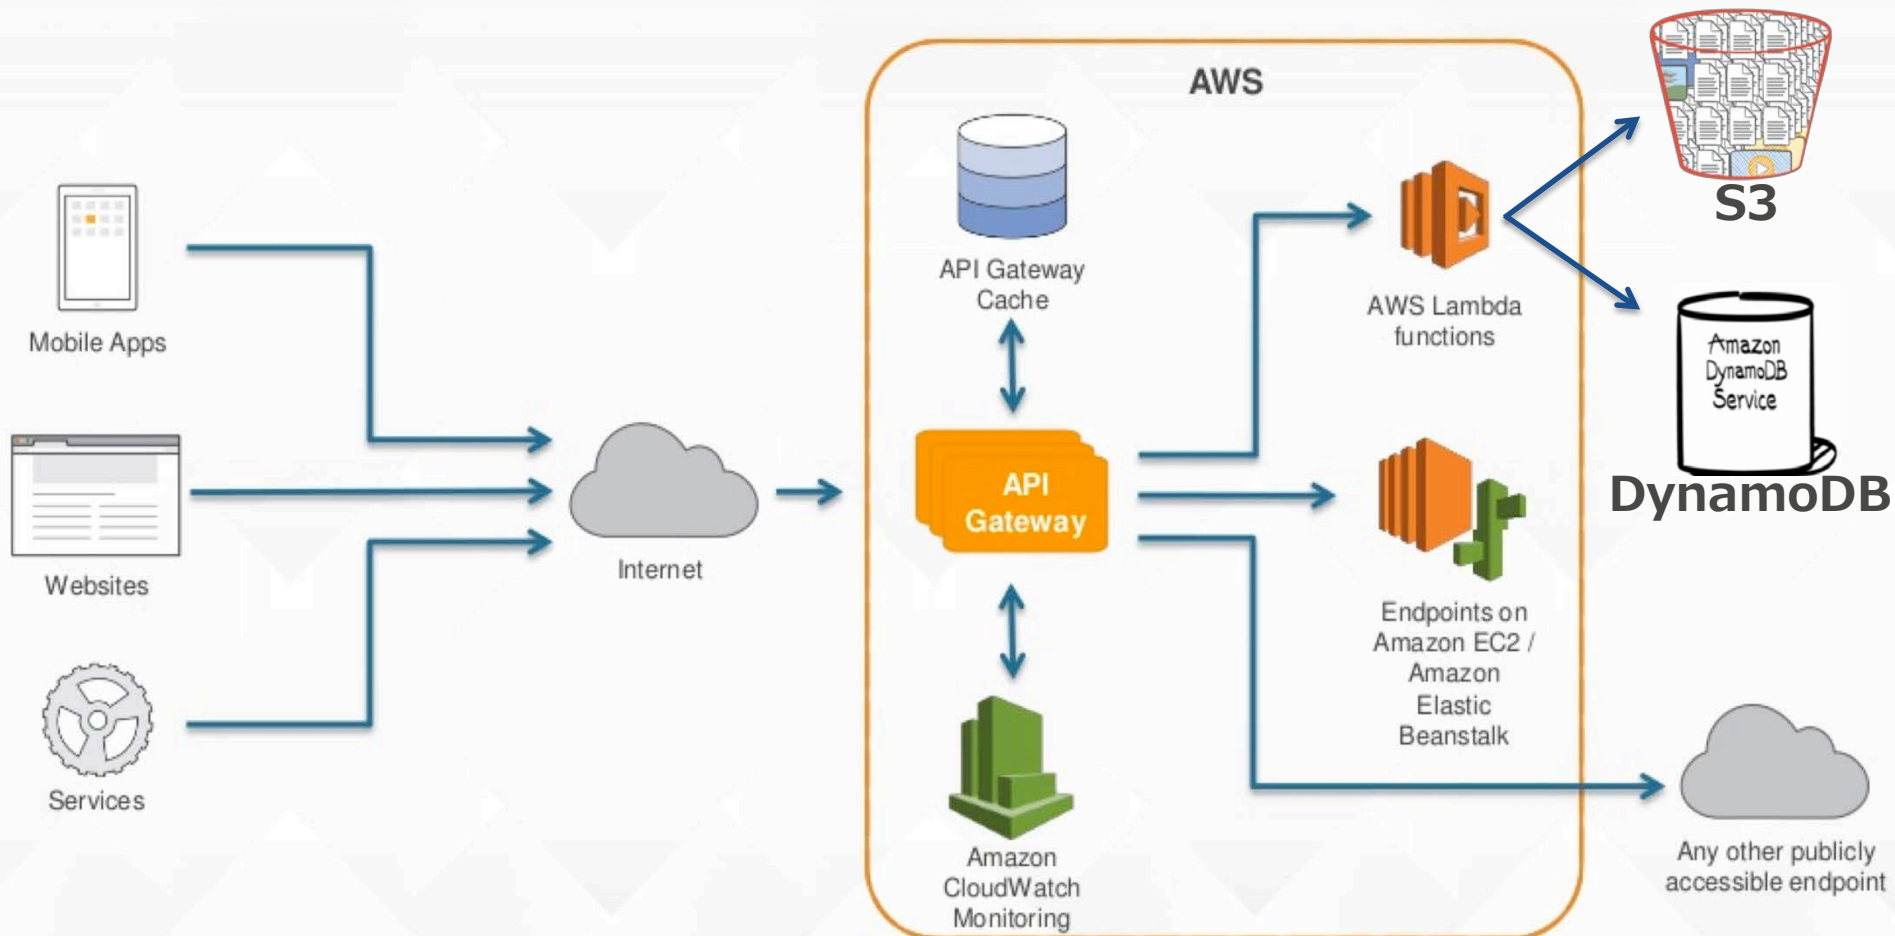 AWS
S3
API Gateway
Cache
Mobile Apps
AWS Lambda
functions
Amazon
DynamoDB
Service
DynamoDB
API
Gateway
Websites
Internet
Endpoints on
Amazon EC2 /
Amazon
Elastic
Beanstalk
Services
Amazon
CloudWatch
Monitoring
Any other publicly
accessible endpoint